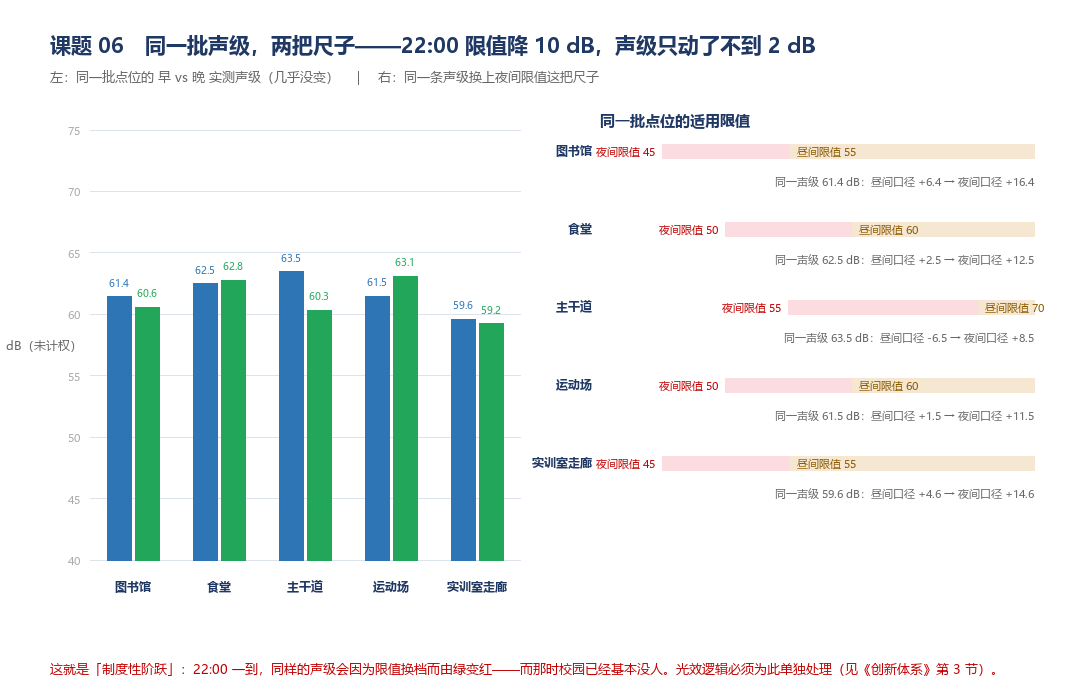 课题 06 同一批声级，两把尺子——22:00 限值降 10 dB，声级只动了不到 2 dB
左：同一批点位的 早 vs 晚 实测声级（几乎没变） ｜ 右：同一条声级换上夜间限值这把尺子
dB（未计权）
75
70
65
60
55
50
45
40
61.4
60.6
62.5
62.8
63.5
60.3
61.5
63.1
59.6
59.2
图书馆
食堂
主干道
运动场
实训室走廊
同一批点位的适用限值
图书馆 夜间限值 45 昼间限值 55
同一声级 61.4 dB：昼间口径 +6.4 → 夜间口径 +16.4
食堂 夜间限值 50 昼间限值 60
同一声级 62.5 dB：昼间口径 +2.5 → 夜间口径 +12.5
主干道 夜间限值 55 昼间限值 70
同一声级 63.5 dB：昼间口径 -6.5 → 夜间口径 +8.5
运动场 夜间限值 50 昼间限值 60
同一声级 61.5 dB：昼间口径 +1.5 → 夜间口径 +11.5
实训室走廊 夜间限值 45 昼间限值 55
同一声级 59.6 dB：昼间口径 +4.6 → 夜间口径 +14.6
这就是「制度性阶跃」：22:00 一到，同样的声级会因为限值换档而由绿变红——而那时校园已经基本没人。光效逻辑必须为此单独处理（见《创新体系》第 3 节）。